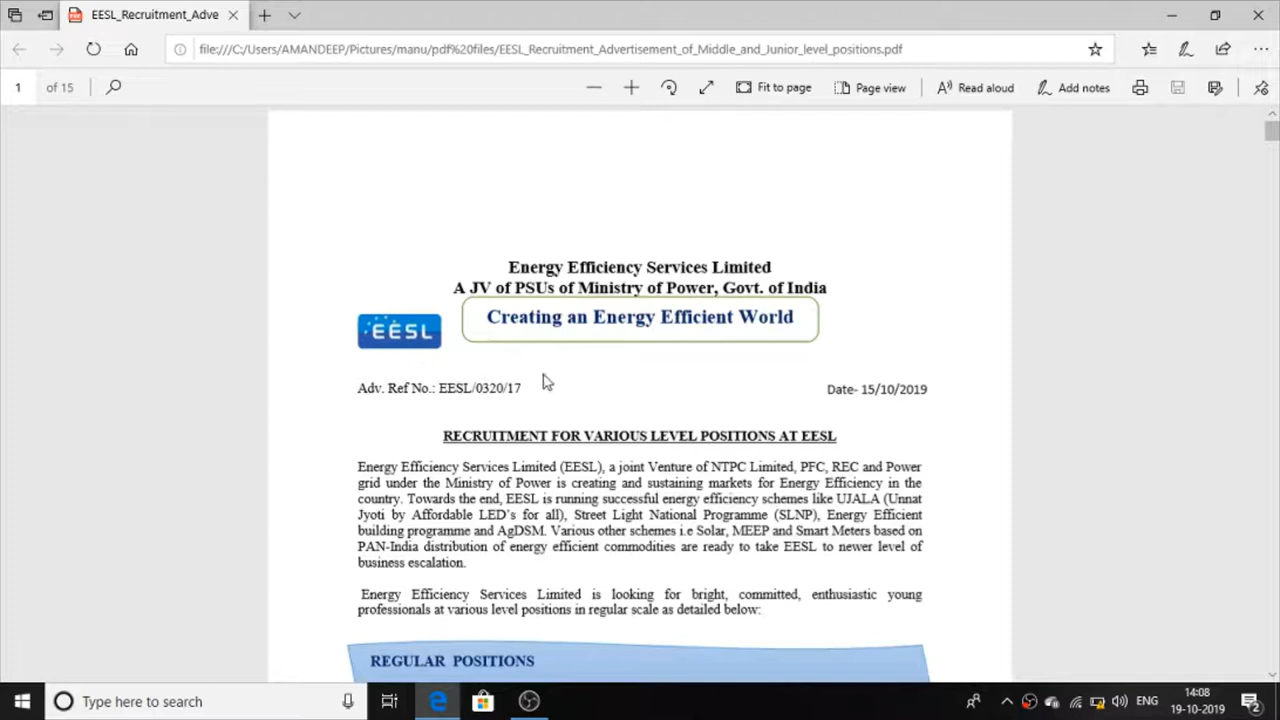 EESL_Recruitment_Adve
file:///C:/Users/AMANDEEP/Pictures/manu/pdf%20files/EESL_Recruitment_Advertisement_of_Middle_and_Junior_level_positions.pdf
1 of 15 Fit to page Page view Read aloud Add notes
Energy Efficiency Services Limited
A JV of PSUs of Ministry of Power, Govt. of India
Creating an Energy Efficient World
EESL
Adv. Ref No.: EESL/0320/17 Date- 15/10/2019
RECRUITMENT FOR VARIOUS LEVEL POSITIONS AT EESL
Energy Efficiency Services Limited (EESL), a joint Venture of NTPC Limited, PFC, REC and Power
grid under the Ministry of Power is creating and sustaining markets for Energy Efficiency in the
country. Towards the end, EESL is running successful energy efficiency schemes like UJALA (Unnat
Jyoti by Affordable LED's for all), Street Light National Programme (SLNP), Energy Efficient
building programme and AgDSM. Various other schemes i.e Solar, MEEP and Smart Meters based on
PAN-India distribution of energy efficient commodities are ready to take EESL to newer level of
business escalation.
Energy Efficiency Services Limited is looking for bright, committed, enthusiastic young
professionals at various level positions in regular scale as detailed below:
REGULAR POSITIONS
Type here to search
ENG
14:08
19-10-2019
2